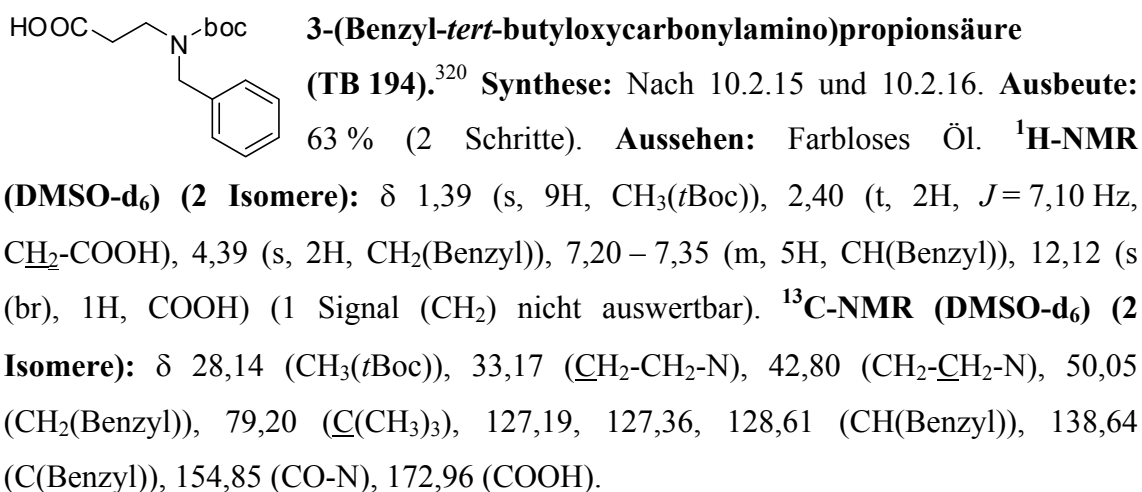 HOOC N boc 3-(Benzyl-tert-butyloxycarbonylamino)propionsäure
(TB 194).³²⁰ Synthese: Nach 10.2.15 und 10.2.16. Ausbeute:
63 % (2 Schritte). Aussehen: Farbloses Öl. ¹H-NMR
(DMSO-d₆) (2 Isomere): δ 1,39 (s, 9H, CH₃(tBoc)), 2,40 (t, 2H, J = 7,10 Hz,
CH₂-COOH), 4,39 (s, 2H, CH₂(Benzyl)), 7,20 – 7,35 (m, 5H, CH(Benzyl)), 12,12 (s
(br), 1H, COOH) (1 Signal (CH₂) nicht auswertbar). ¹³C-NMR (DMSO-d₆) (2
Isomere): δ 28,14 (CH₃(tBoc)), 33,17 (CH₂-CH₂-N), 42,80 (CH₂-CH₂-N), 50,05
(CH₂(Benzyl)), 79,20 (C(CH₃)₃), 127,19, 127,36, 128,61 (CH(Benzyl)), 138,64
(C(Benzyl)), 154,85 (CO-N), 172,96 (COOH).